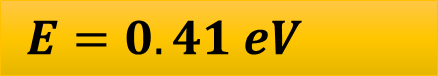 E = 0.41 eV